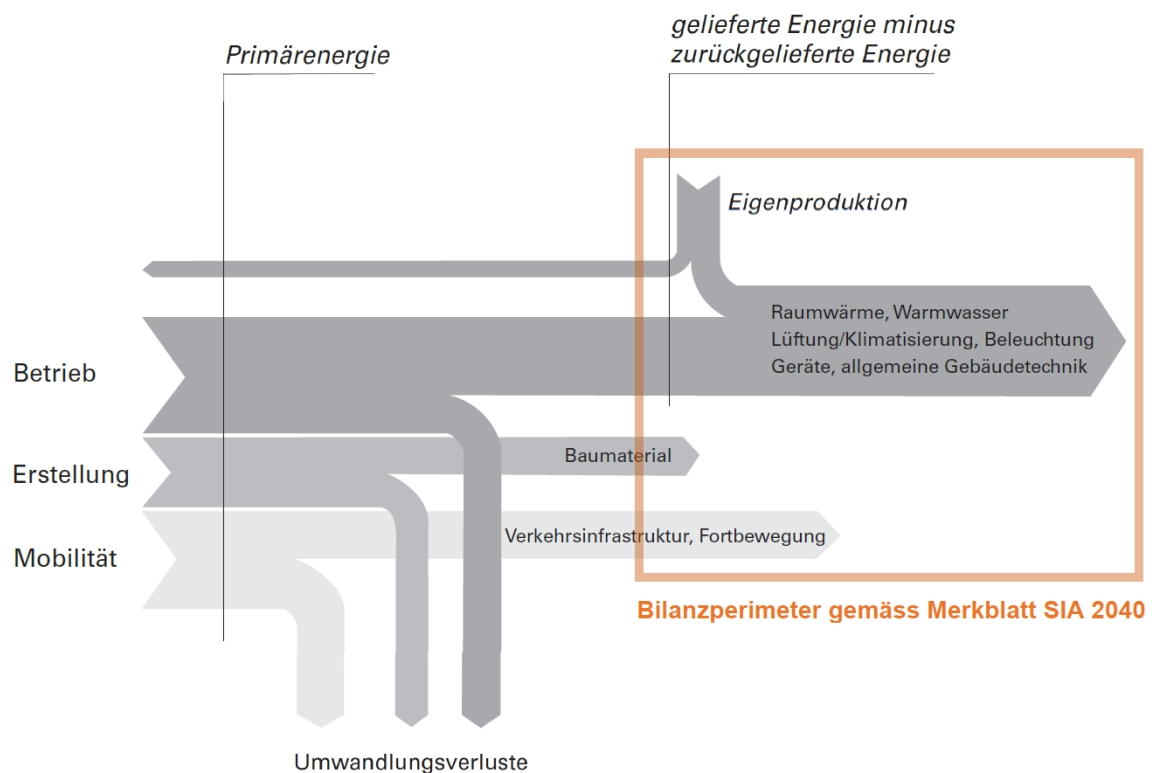 Primärenergie
gelieferte Energie minus
zurückgelieferte Energie
Eigenproduktion
Raumwärme, Warmwasser
Lüftung/Klimatisierung, Beleuchtung
Geräte, allgemeine Gebäudetechnik
Betrieb
Baumaterial
Erstellung
Verkehrsinfrastruktur, Fortbewegung
Mobilität
Bilanzperimeter gemäss Merkblatt SIA 2040
Umwandlungsverluste